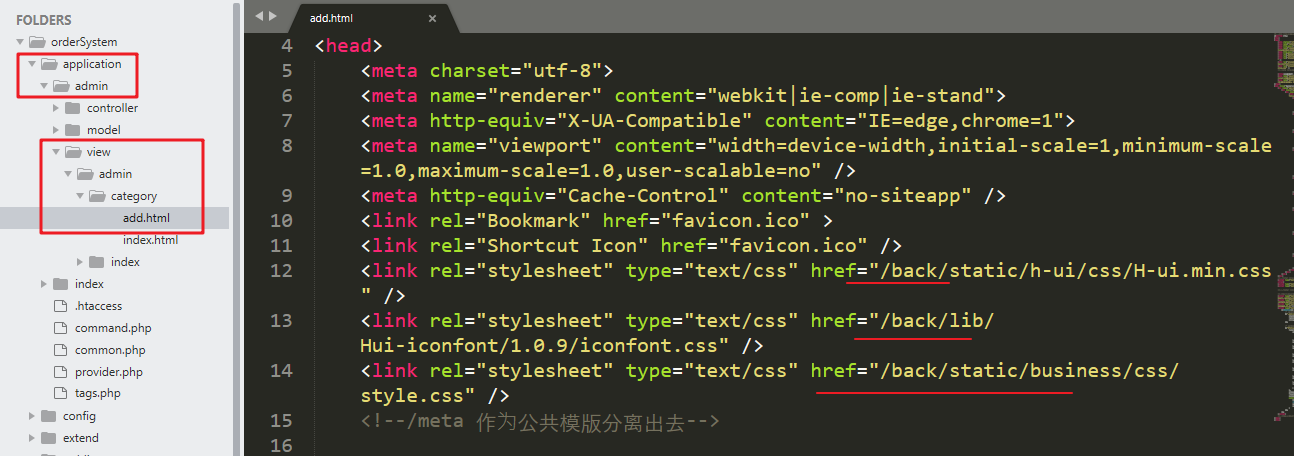 FOLDERS
orderSystem
application
admin
controller
model
view
admin
category
add.html
index.html
index
index
.htaccess
command.php
common.php
provider.php
tags.php
config
extend
add.html ×
4 <head>
5 <meta charset="utf-8">
6 <meta name="renderer" content="webkit|ie-comp|ie-stand">
7 <meta http-equiv="X-UA-Compatible" content="IE=edge,chrome=1">
8 <meta name="viewport" content="width=device-width,initial-scale=1,minimum-scale
=1.0,maximum-scale=1.0,user-scalable=no" />
9 <meta http-equiv="Cache-Control" content="no-siteapp" />
10 <link rel="Bookmark" href="favicon.ico" >
11 <link rel="Shortcut Icon" href="favicon.ico" />
12 <link rel="stylesheet" type="text/css" href="/back/static/h-ui/css/H-ui.min.css
" />
13 <link rel="stylesheet" type="text/css" href="/back/lib/
Hui-iconfont/1.0.9/iconfont.css" />
14 <link rel="stylesheet" type="text/css" href="/back/static/business/css/
style.css" />
15 <!--/meta 作为公共模版分离出去-->
16